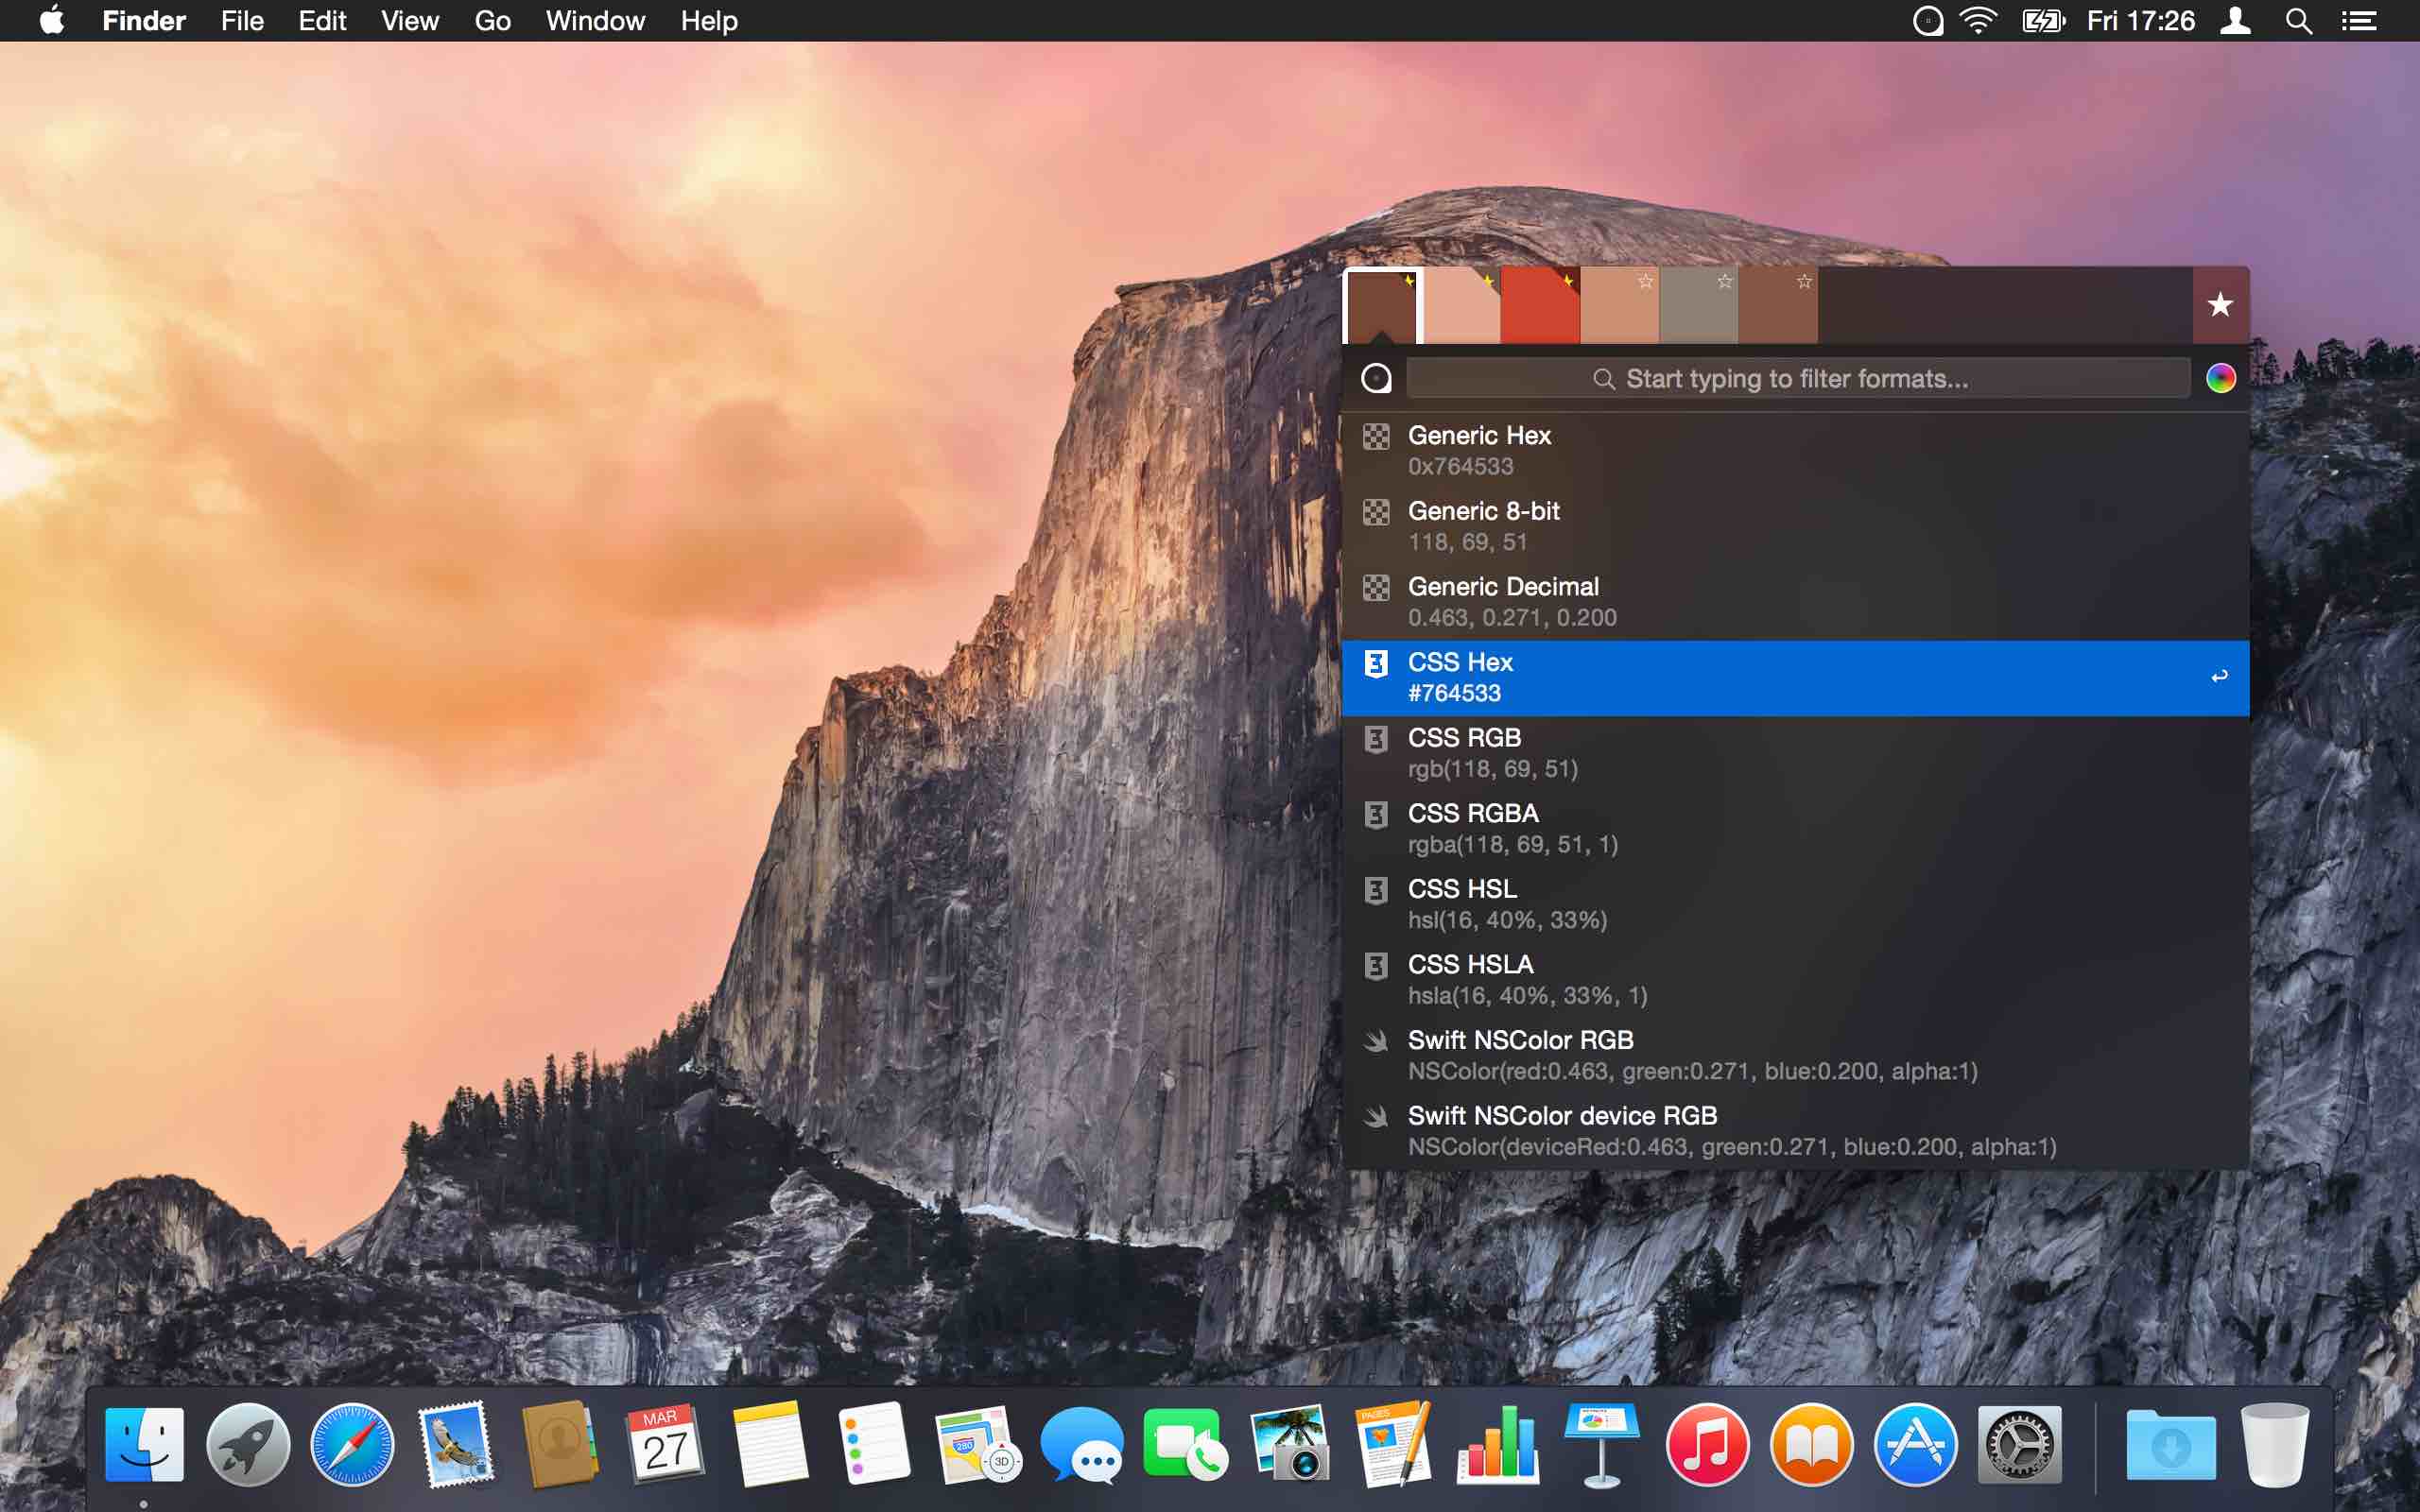 Finder File Edit View Go Window Help Fri 17:26
Start typing to filter formats...
Generic Hex
0x764533
Generic 8-bit
118, 69, 51
Generic Decimal
0.463, 0.271, 0.200
CSS Hex
#764533
CSS RGB
rgb(118, 69, 51)
CSS RGBA
rgba(118, 69, 51, 1)
CSS HSL
hsl(16, 40%, 33%)
CSS HSLA
hsla(16, 40%, 33%, 1)
Swift NSColor RGB
NSColor(red:0.463, green:0.271, blue:0.200, alpha:1)
Swift NSColor device RGB
NSColor(deviceRed:0.463, green:0.271, blue:0.200, alpha:1)
MAR
27
280
3D
PAGES